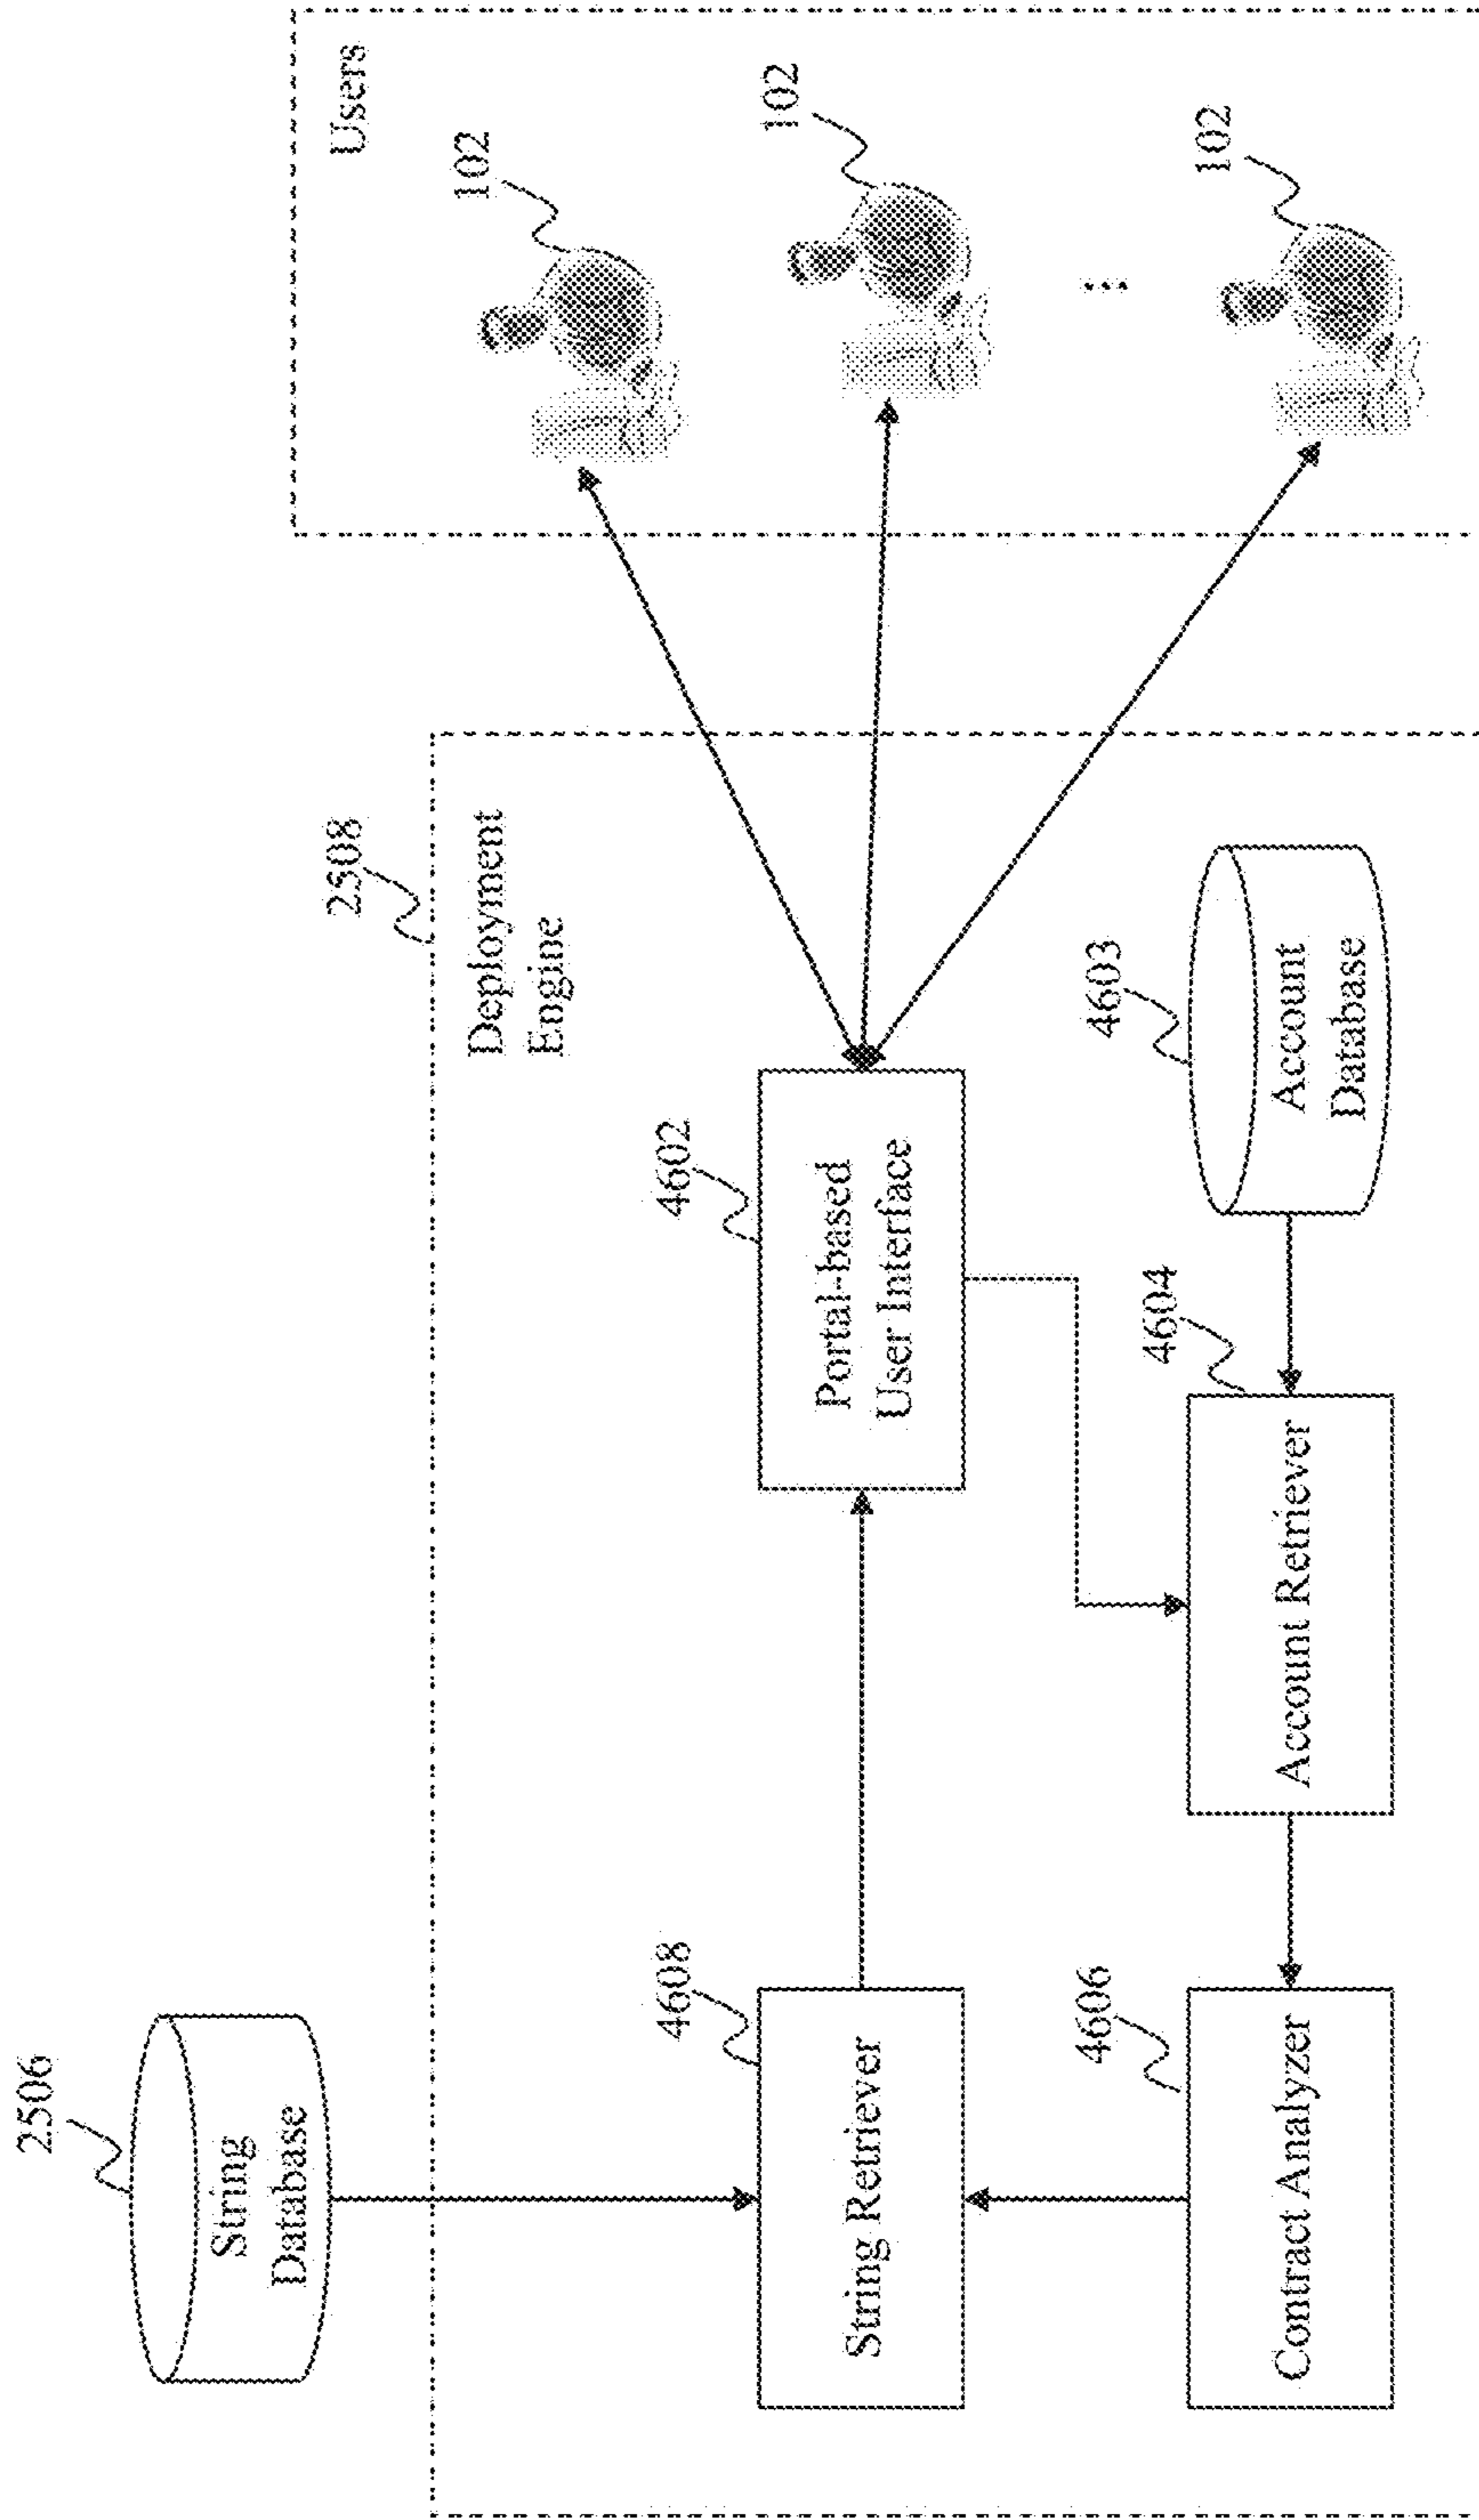 2506
String
Database
2508
Deployment
Engine
Users
4608
String Retriever
4602
Portal-based
User Interface
102
102
102
4606
Contract Analyzer
4604
Account Retriever
4603
Account
Database